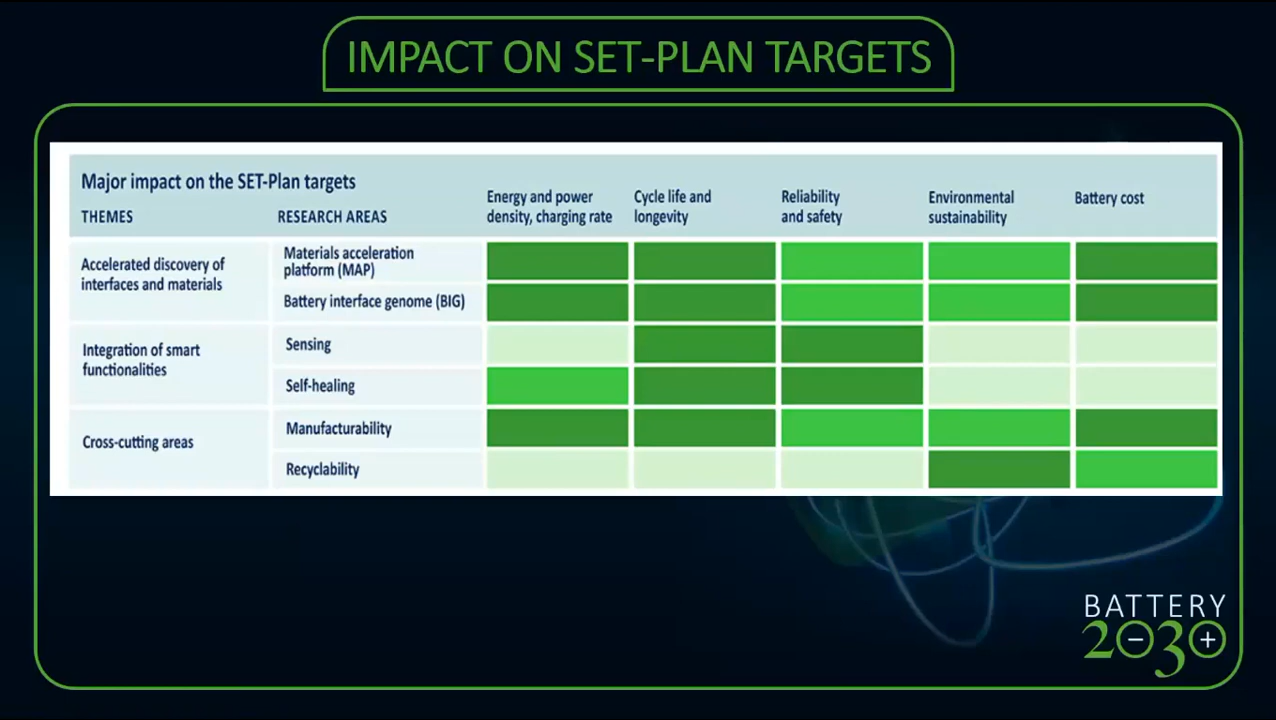 IMPACT ON SET-PLAN TARGETS
Major impact on the SET-Plan targets
THEMES
RESEARCH AREAS
Energy and power
density, charging rate
Cycle life and
longevity
Reliability
and safety
Environmental
sustainability
Battery cost
Accelerated discovery of
interfaces and materials
Materials acceleration
platform (MAP)
Battery interface genome (BIG)
Integration of smart
functionalities
Sensing
Self-healing
Cross-cutting areas
Manufacturability
Recyclability
BATTERY
2030+